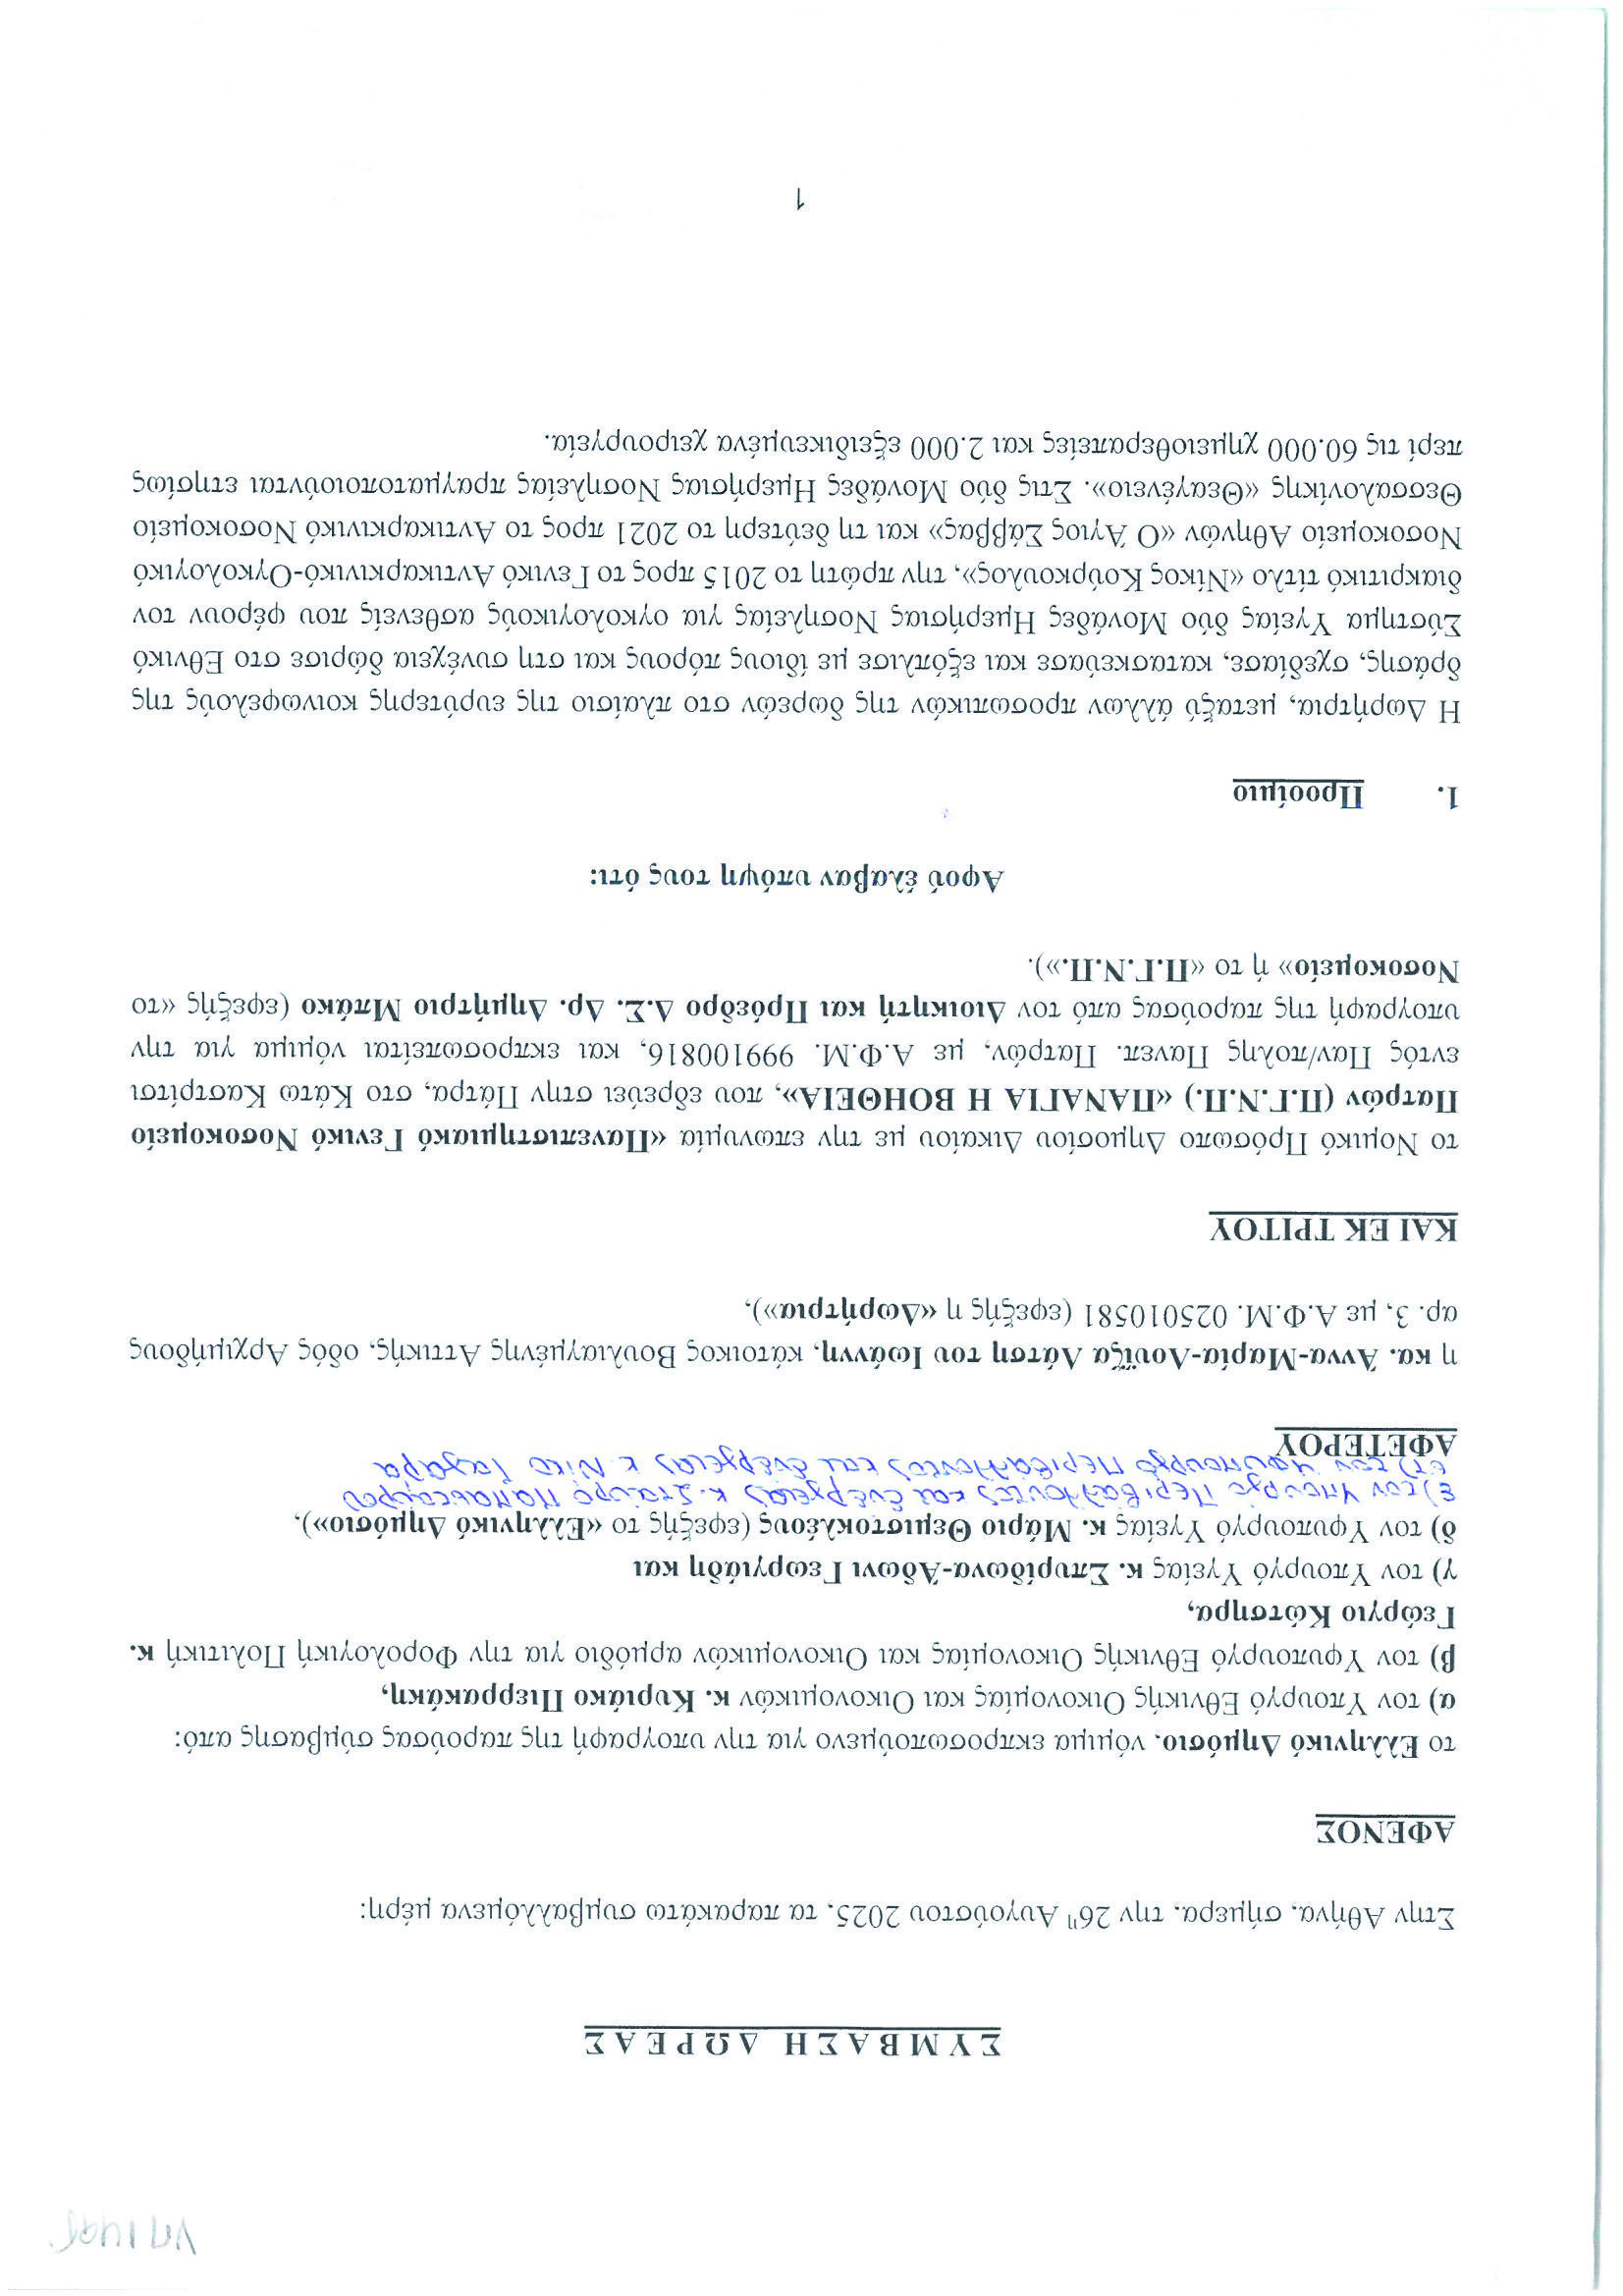 ΣΥΜΒΑΣΗ ΔΩΡΕΑΣ
Στην Αθήνα, σήμερα, την 26η Αυγούστου 2025, τα παρακάτω συμβαλλόμενα μέρη:
ΑΦΕΝΟΣ
το Ελληνικό Δημόσιο, νόμιμα εκπροσωπούμενο για την υπογραφή της παρούσας σύμβασης από:
α) τον Υπουργό Εθνικής Οικονομίας και Οικονομικών κ. Κυριάκο Πιερρακάκη,
β) τον Υφυπουργό Εθνικής Οικονομίας και Οικονομικών αρμόδιο για την Φορολογική Πολιτική κ.
Γεώργιο Κώτσηρα,
γ) τον Υπουργό Υγείας κ. Σπυρίδωνα-Άδωνι Γεωργιάδη και
δ) τον Υφυπουργό Υγείας κ. Μάριο Θεμιστοκλέους (εφεξής το «Ελληνικό Δημόσιο»),
ε) τον Υπουργό Περιβάλλοντος και Ενέργειας κ. Σταύρο Παπασταύρου
στ) τον Υφυπουργό Περιβάλλοντος και Ενέργειας κ Νίκο Ταγαρά
ΑΦΕΤΕΡΟΥ
η κα. Άννα-Μαρία-Λουΐζα Λάτση του Ιωάννη, κάτοικος Βουλιαγμένης Αττικής, οδός Αρχιμήδους
αρ. 3, με Α.Φ.Μ. 025010581 (εφεξής η «Δωρήτρια»),
ΚΑΙ ΕΚ ΤΡΙΤΟΥ
το Νομικό Πρόσωπο Δημοσίου Δικαίου με την επωνυμία «Πανεπιστημιακό Γενικό Νοσοκομείο
Πατρών (Π.Γ.Ν.Π.) «ΠΑΝΑΓΙΑ Η ΒΟΗΘΕΙΑ», που εδρεύει στην Πάτρα, στο Κάτω Καστρίτσι
εντός Παν/πολης Πανεπ. Πατρών, με Α.Φ.Μ. 999100816, και εκπροσωπείται νόμιμα για την
υπογραφή της παρούσας από τον Διοικητή και Πρόεδρο Δ.Σ. Δρ. Δημήτριο Μπάκο (εφεξής «το
Νοσοκομείο» ή το «Π.Γ.Ν.Π.»).
Αφού έλαβαν υπόψη τους ότι:
1. Προοίμιο
Η Δωρήτρια, μεταξύ άλλων προσωπικών της δωρεών στο πλαίσιο της ευρύτερης κοινωφελούς της
δράσης, σχεδίασε, κατασκεύασε και εξόπλισε με ίδιους πόρους και στη συνέχεια δώρισε στο Εθνικό
Σύστημα Υγείας δύο Μονάδες Ημερήσιας Νοσηλείας για ογκολογικούς ασθενείς που φέρουν τον
διακριτικό τίτλο «Νίκος Κούρκουλος», την πρώτη το 2015 προς το Γενικό Αντικαρκινικό-Ογκολογικό
Νοσοκομείο Αθηνών «Ο Άγιος Σάββας» και τη δεύτερη το 2021 προς το Αντικαρκινικό Νοσοκομείο
Θεσσαλονίκης «Θεαγένειο». Στις δύο Μονάδες Ημερήσιας Νοσηλείας πραγματοποιούνται ετησίως
περί τις 60.000 χημειοθεραπείες και 2.000 εξειδικευμένα χειρουργεία.
1